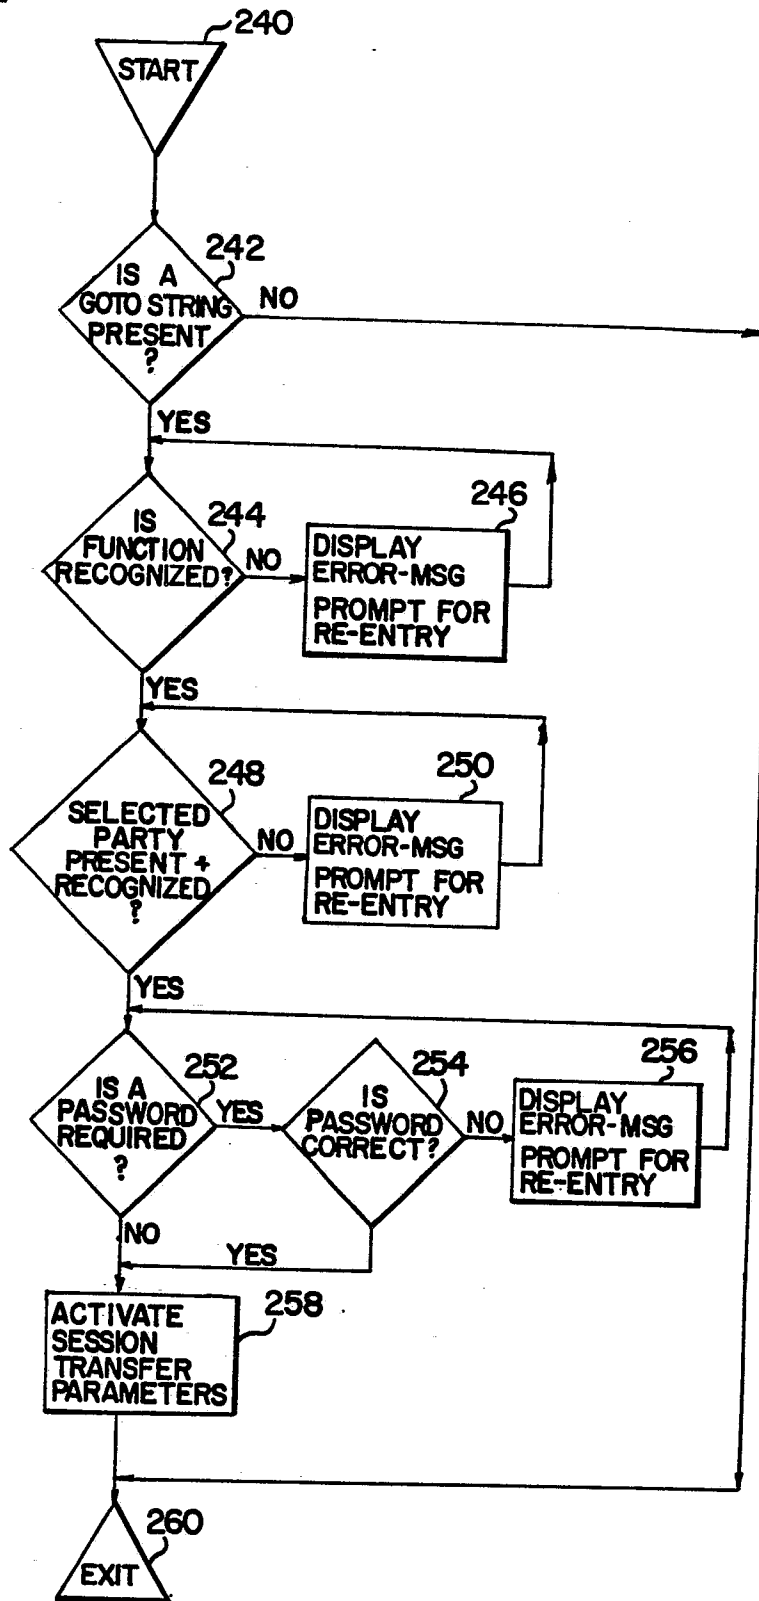 240
START
242
IS A
GOTO STRING
PRESENT
?
NO
YES
244
IS
FUNCTION
RECOGNIZED?
NO
246
DISPLAY
ERROR-MSG
PROMPT FOR
RE-ENTRY
YES
248
SELECTED
PARTY
PRESENT +
RECOGNIZED
?
NO
250
DISPLAY
ERROR-MSG
PROMPT FOR
RE-ENTRY
YES
252
IS A
PASSWORD
REQUIRED
?
YES
254
IS
PASSWORD
CORRECT?
NO
256
DISPLAY
ERROR-MSG
PROMPT FOR
RE-ENTRY
NO
YES
258
ACTIVATE
SESSION
TRANSFER
PARAMETERS
260
EXIT